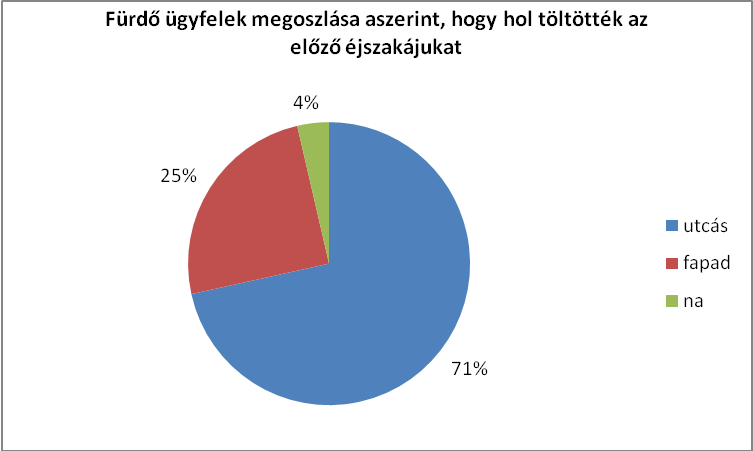 Fürdő ügyfelek megoszlása aszerint, hogy hol töltötték az
előző éjszakájukat
4%
25%
71%
utcás
fapad
na